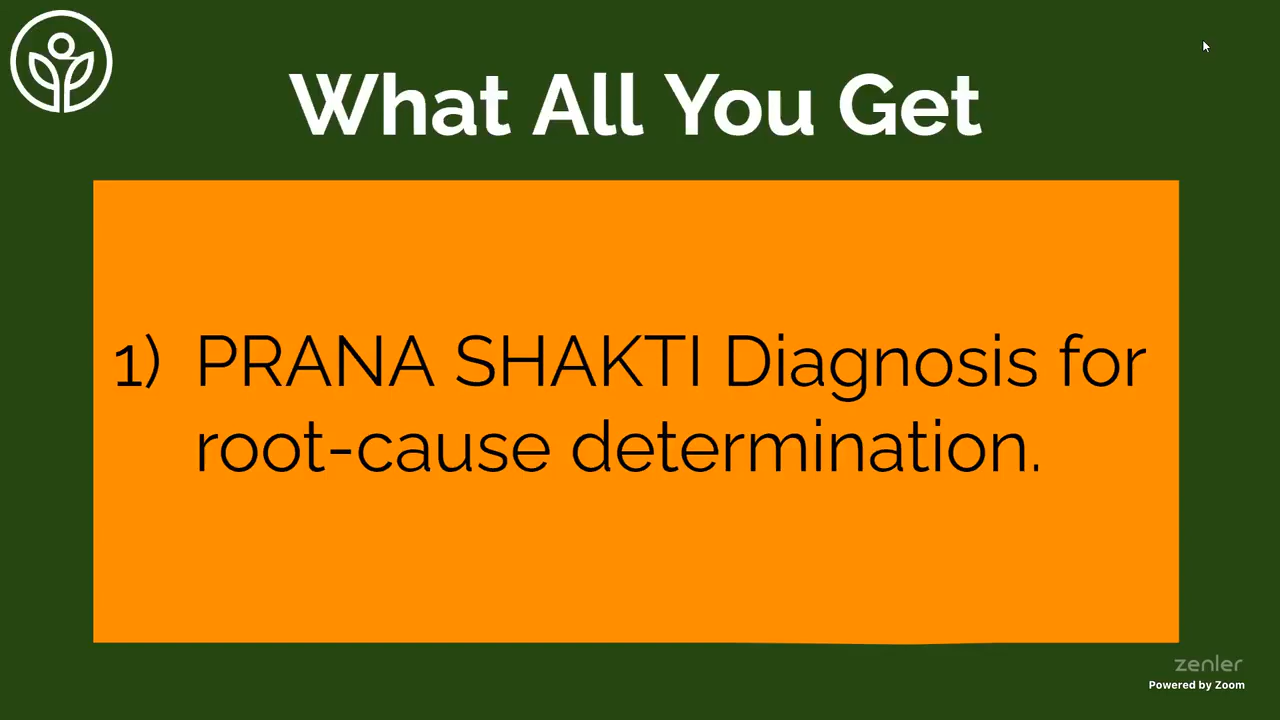 What All You Get
1) PRANA SHAKTI Diagnosis for
root-cause determination.
zenler
Powered by Zoom